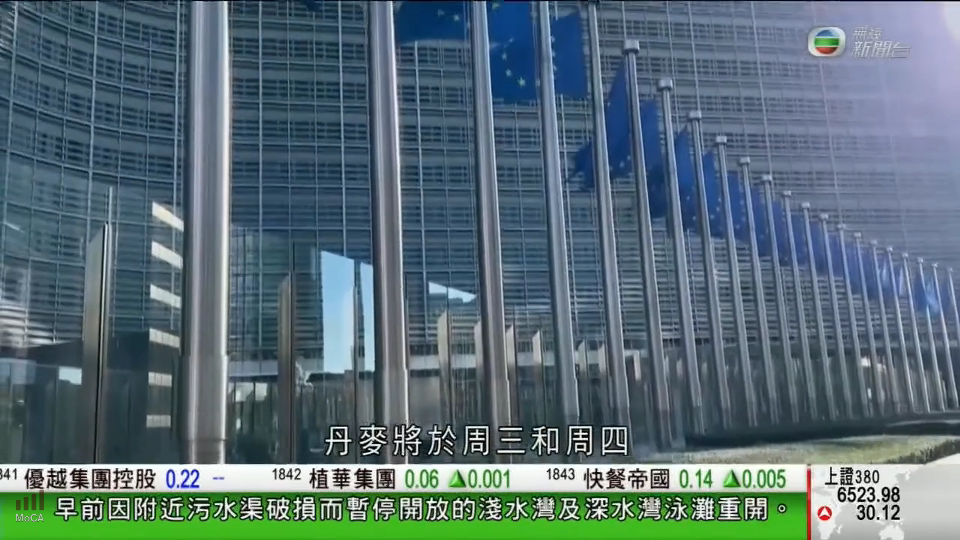 無綫
新聞台
丹麥將於周三和周四
841 優越集團控股 0.22 -- 1842 植華集團 0.06 ▲0.001 1843 快餐帝國 0.14 ▲0.005
上證380
6523.98
30.12
MoCA
早前因附近污水渠破損而暫停開放的淺水灣及深水灣泳灘重開。